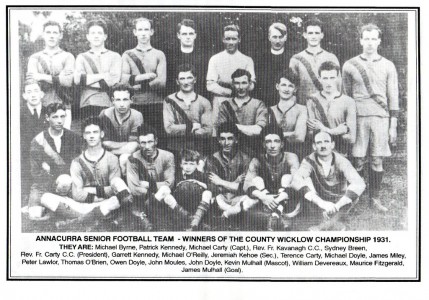 ANNACURRA SENIOR FOOTBALL TEAM - WINNERS OF THE COUNTY WICKLOW CHAMPIONSHIP 1931.
THEY ARE: Michael Byrne, Patrick Kennedy, Michael Carty (Capt.), Rev. Fr. Kavanagh C.C., Sydney Breen,
Rev. Fr. Carty C.C. (President), Garrett Kennedy, Michael O'Reilly, Jeremiah Kehoe (Sec.), Terence Carty, Michael Doyle, James Miley,
Peter Lawlor, Thomas O'Brien, Owen Doyle, John Moules, John Doyle, Kevin Mulhall (Mascot), William Devereaux, Maurice Fitzgerald,
James Mulhall (Goal).